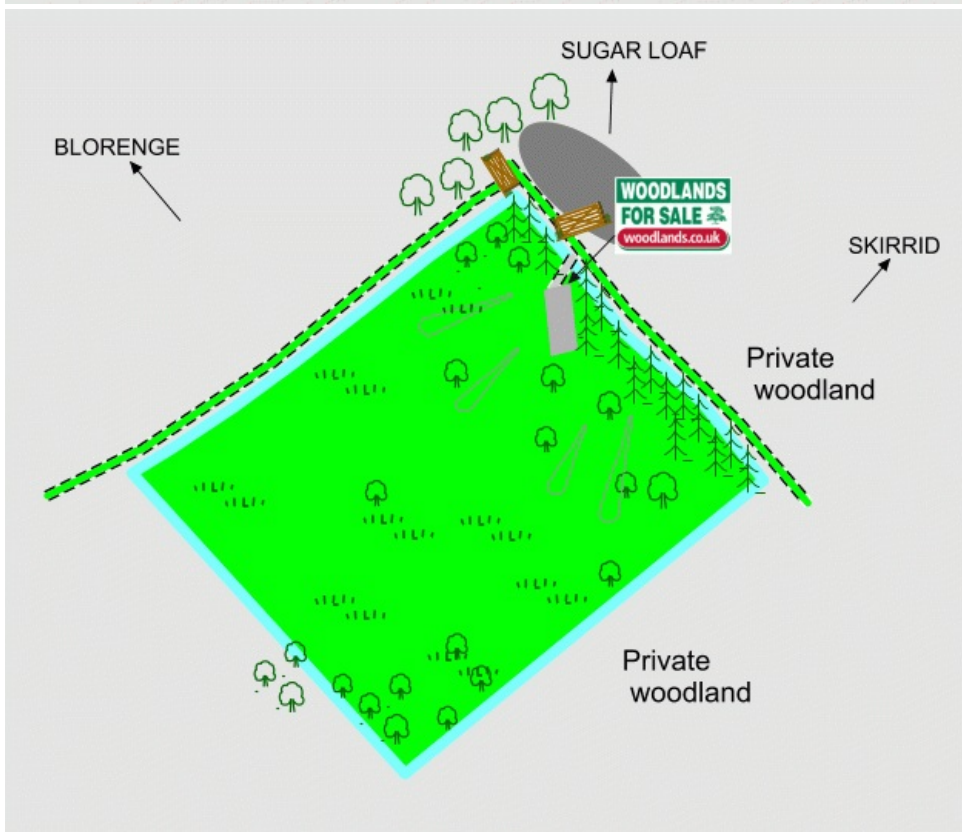 SUGAR LOAF
BLORENGE
WOODLANDS
FOR SALE
woodlands.co.uk
SKIRRID
Private
woodland
Private
woodland